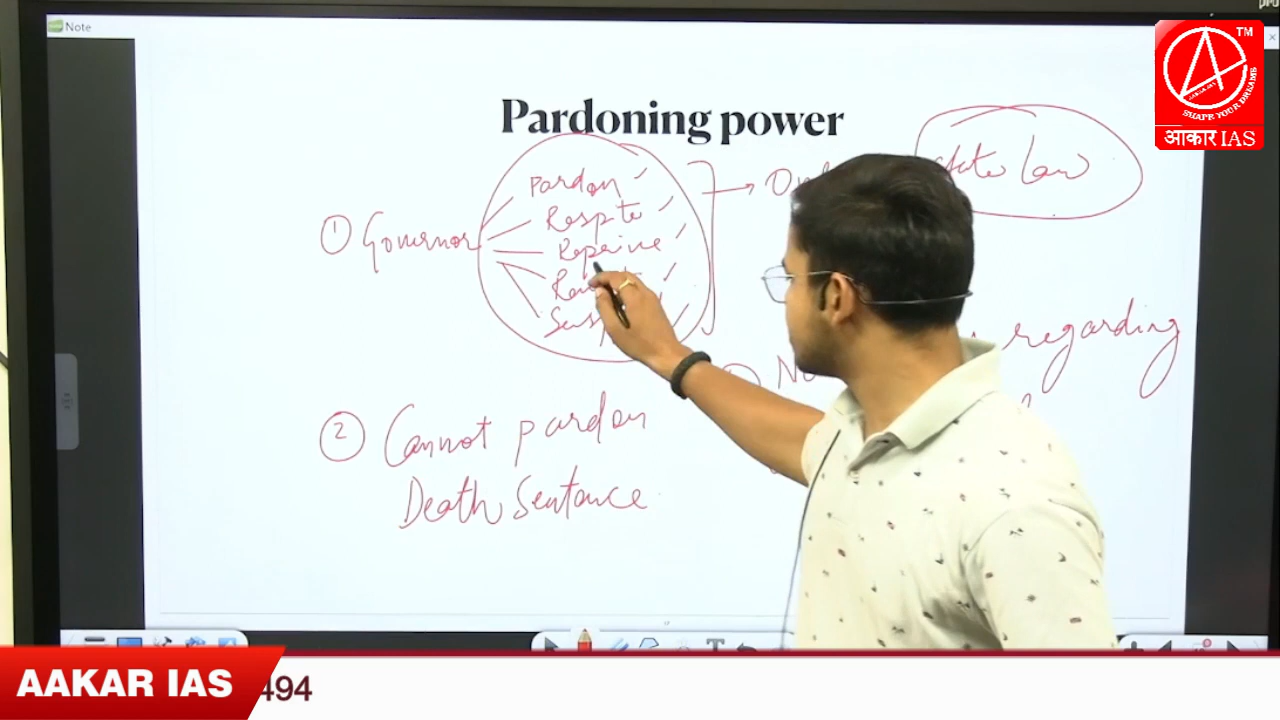 Note
TM
SHAPE YOUR DREAMS
आकार IAS
Pardoning power
Pardon
Respite
Reprieve
① Governor
Law
regarding
② Cannot pardon
Death Sentence
AAKAR IAS
494